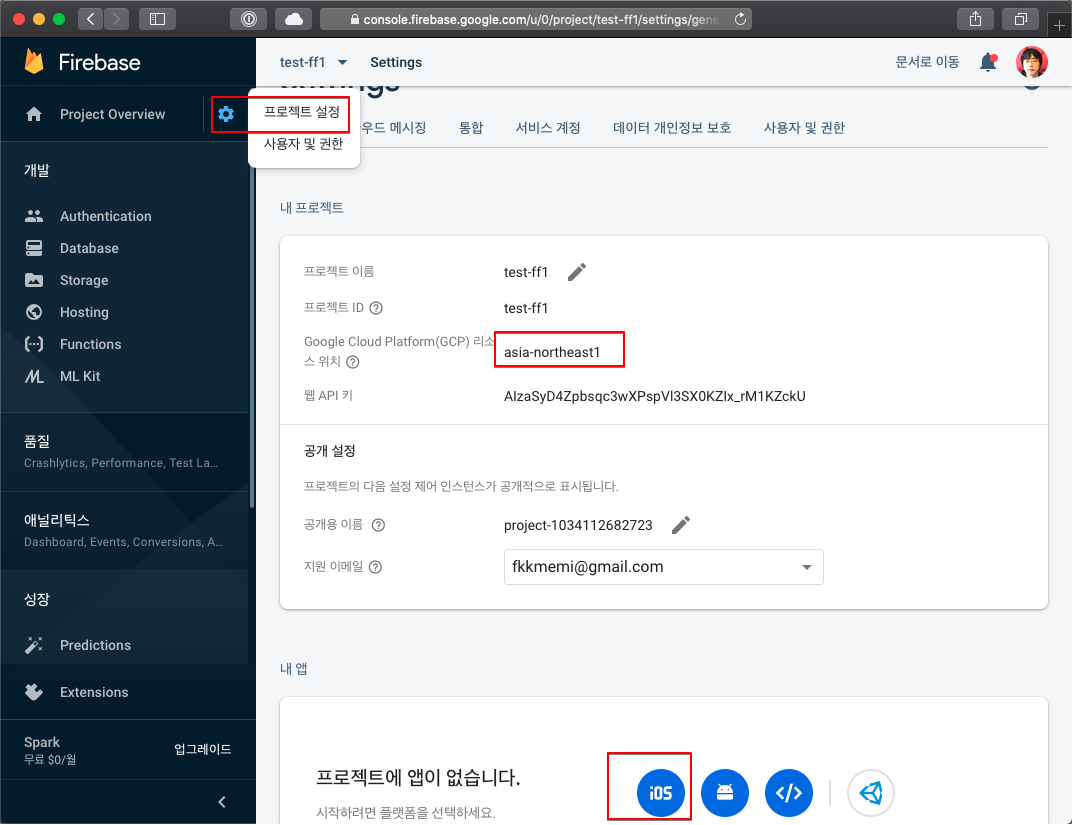 console.firebase.google.com/u/0/project/test-ff1/settings/gene
Firebase
test-ff1
Settings
문서로 이동
Settings
Project Overview
프로젝트 설정
사용자 및 권한
우드 메시징
통합
서비스 계정
데이터 개인정보 보호
사용자 및 권한
개발
Authentication
Database
Storage
Hosting
Functions
ML Kit
품질
Crashlytics, Performance, Test La...
애널리틱스
Dashboard, Events, Conversions, A...
성장
Predictions
Extensions
Spark
무료 $0/월
업그레이드
내 프로젝트
프로젝트 이름
test-ff1
프로젝트 ID
test-ff1
Google Cloud Platform(GCP) 리소
스 위치
asia-northeast1
웹 API 키
AIzaSyD4Zpbsqc3wXPspVl3SX0KZIx_rM1KZckU
공개 설정
프로젝트의 다음 설정 제어 인스턴스가 공개적으로 표시됩니다.
공개용 이름
project-1034112682723
지원 이메일
fkkmemi@gmail.com
내 앱
프로젝트에 앱이 없습니다.
시작하려면 플랫폼을 선택하세요.
iOS